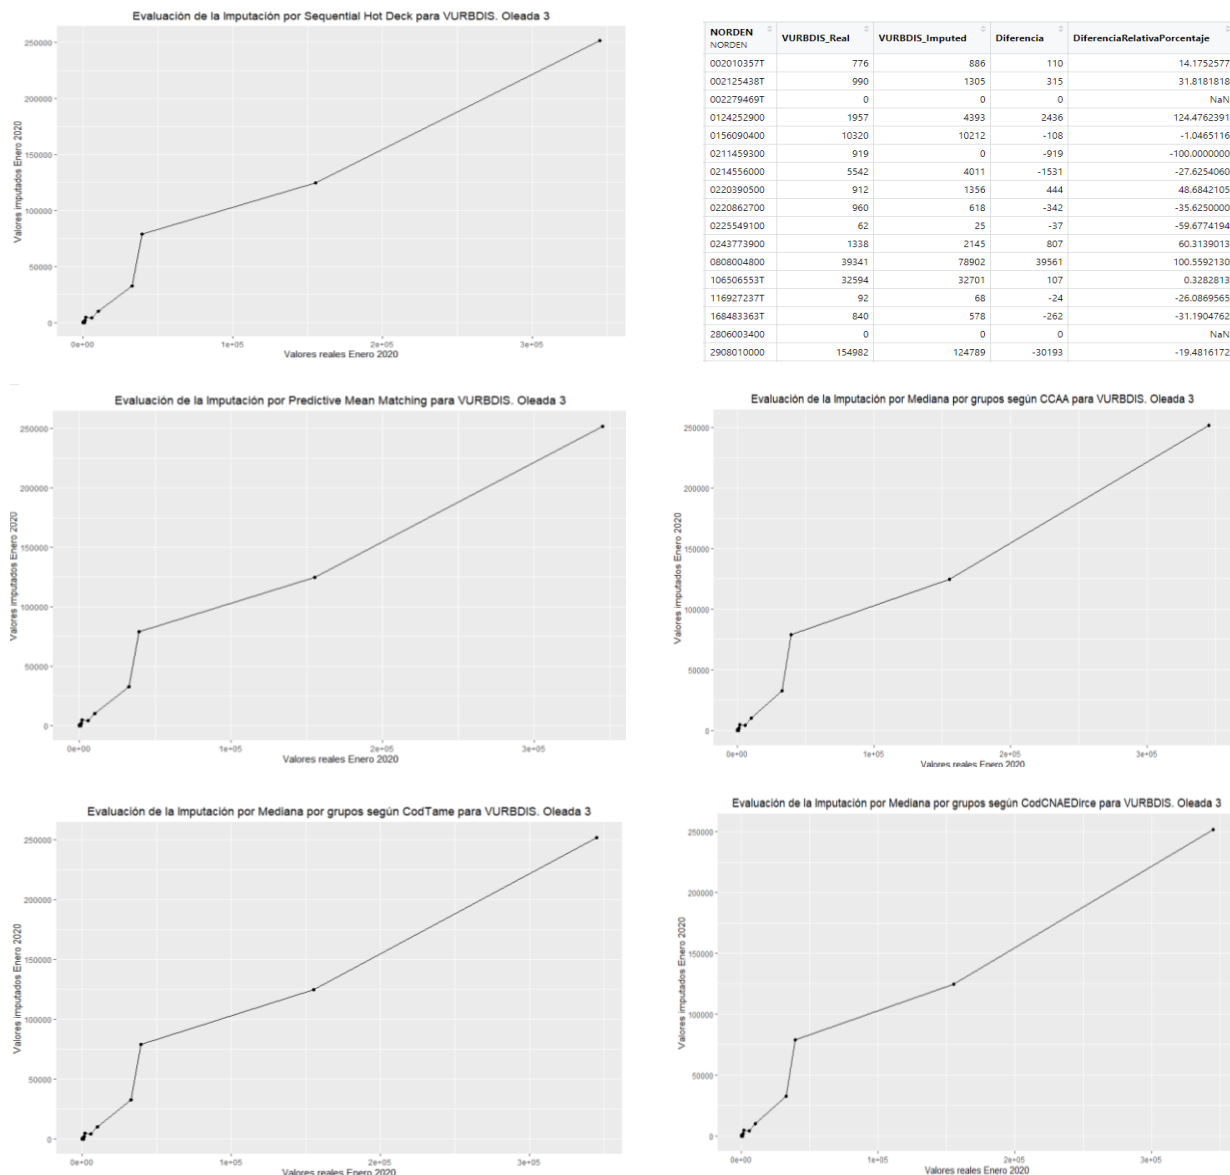 Evaluación de la Imputación por Sequential Hot Deck para VURBDIS. Oleada 3
Valores imputados Enero 2020
250000
200000
150000
100000
50000
0
0e+00 1e+05 2e+05 3e+05
Valores reales Enero 2020
NORDEN VURBDIS_Real VURBDIS_Imputed Diferencia DiferenciaRelativaPorcentaje
NORDEN
002010357T 776 886 110 14.1752577
002125438T 990 1305 315 31.8181818
002279469T 0 0 0 NaN
0124252900 1957 4393 2436 124.4762391
0156090400 10320 10212 -108 -1.0465116
0211459300 919 0 -919 -100.0000000
0214556000 5542 4011 -1531 -27.6254060
0220390500 912 1356 444 48.6842105
0220862700 960 618 -342 -35.6250000
0225549100 62 25 -37 -59.6774194
0243773900 1338 2145 807 60.3139013
0808004800 39341 78902 39561 100.5592130
106506553T 32594 32701 107 0.3282813
116927237T 92 68 -24 -26.0869565
168483363T 840 578 -262 -31.1904762
2806003400 0 0 0 NaN
2908010000 154982 124789 -30193 -19.4816172
Evaluación de la Imputación por Predictive Mean Matching para VURBDIS. Oleada 3
Valores imputados Enero 2020
250000
200000
150000
100000
50000
0
0e+00 1e+05 2e+05 3e+05
Valores reales Enero 2020
Evaluación de la Imputación por Mediana por grupos según CCAA para VURBDIS. Oleada 3
Valores imputados Enero 2020
250000
200000
150000
100000
50000
0
0e+00 1e+05 2e+05 3e+05
Valores reales Enero 2020
Evaluación de la Imputación por Mediana por grupos según CodTame para VURBDIS. Oleada 3
Valores imputados Enero 2020
250000
200000
150000
100000
50000
0
0e+00 1e+05 2e+05 3e+05
Valores reales Enero 2020
Evaluación de la Imputación por Mediana por grupos según CodCNAEDirce para VURBDIS. Oleada 3
Valores imputados Enero 2020
250000
200000
150000
100000
50000
0
0e+00 1e+05 2e+05 3e+05
Valores reales Enero 2020